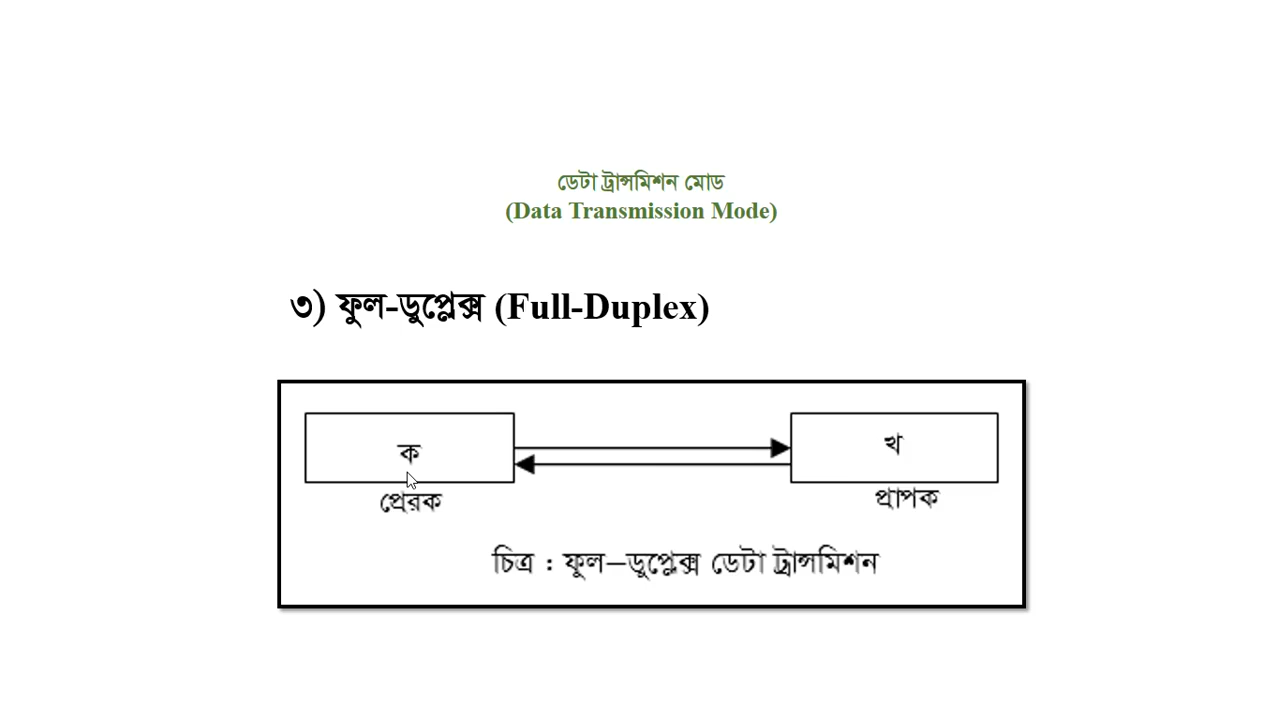 ডেটা ট্রান্সমিশন মোড
(Data Transmission Mode)
৩) ফুল-ডুপ্লেক্স (Full-Duplex)
ক
খ
প্রেরক
প্রাপক
চিত্র : ফুল–ডুপ্লেক্স ডেটা ট্রান্সমিশন